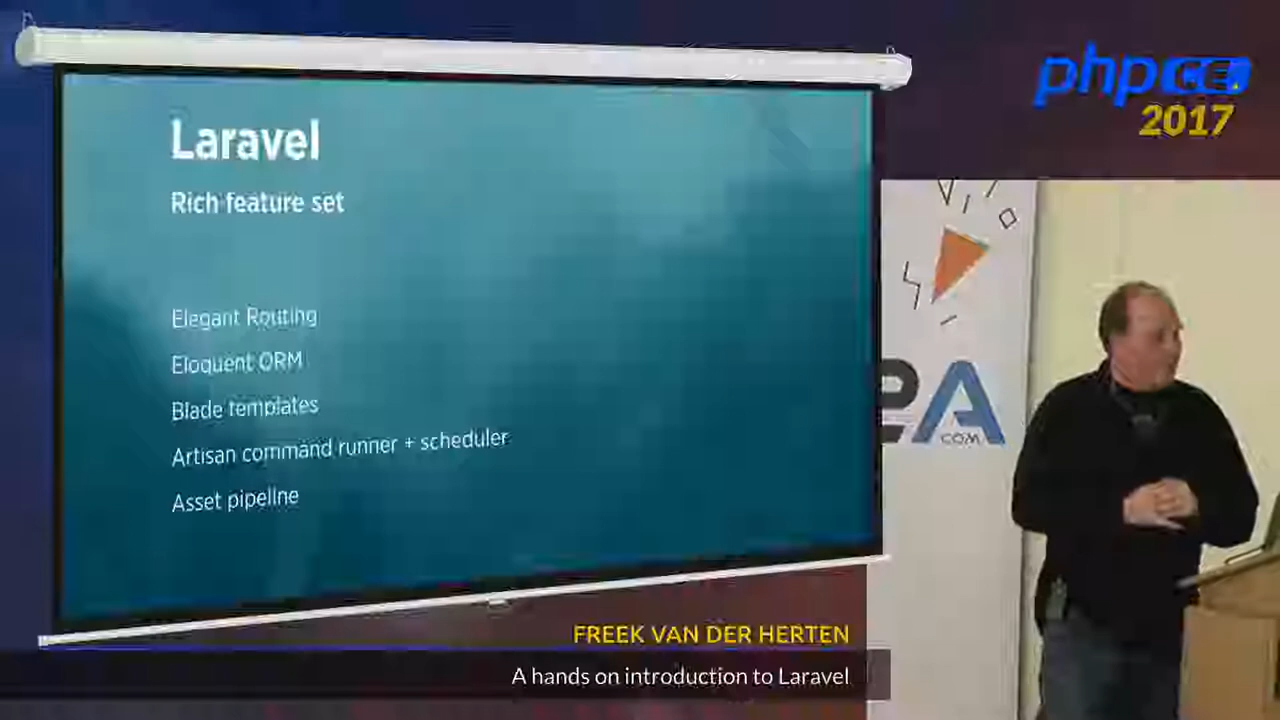 Laravel
Rich feature set
Elegant Routing
Eloquent ORM
Blade templates
Artisan command runner + scheduler
Asset pipeline
phpCE.
2017
A
.COM
FREEK VAN DER HERTEN
A hands on introduction to Laravel